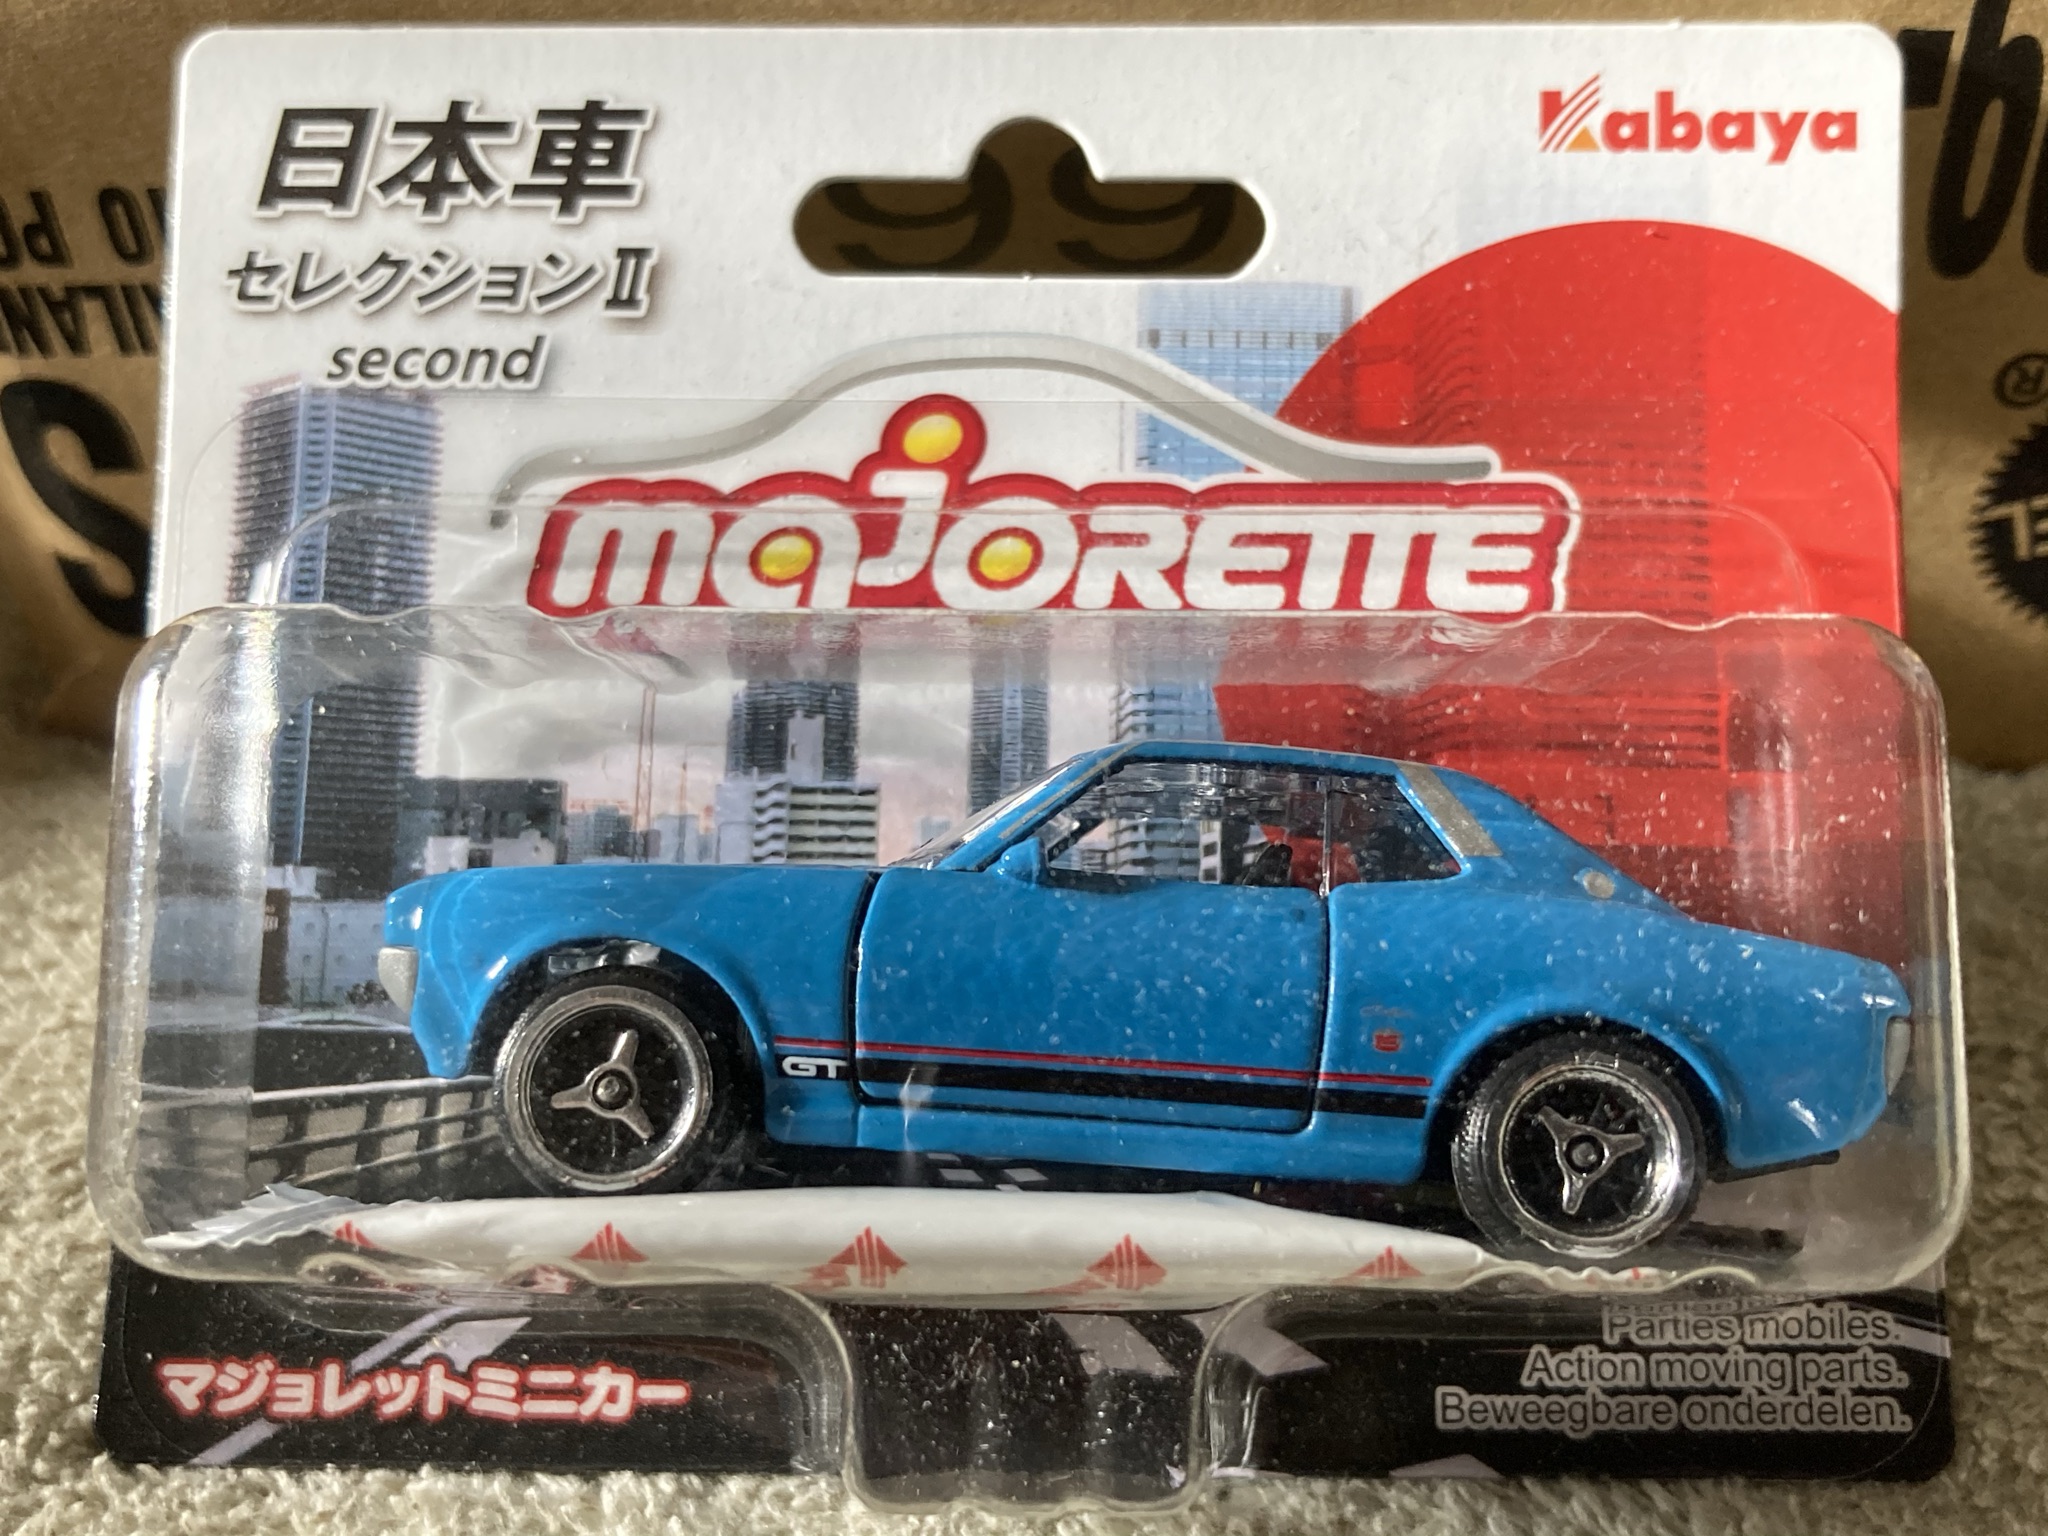 日本車
セレクションⅡ
second
Kabaya
majorette
GT
マジョレットミニカー
Parties mobiles.
Action moving parts.
Beweegbare onderdelen.
®